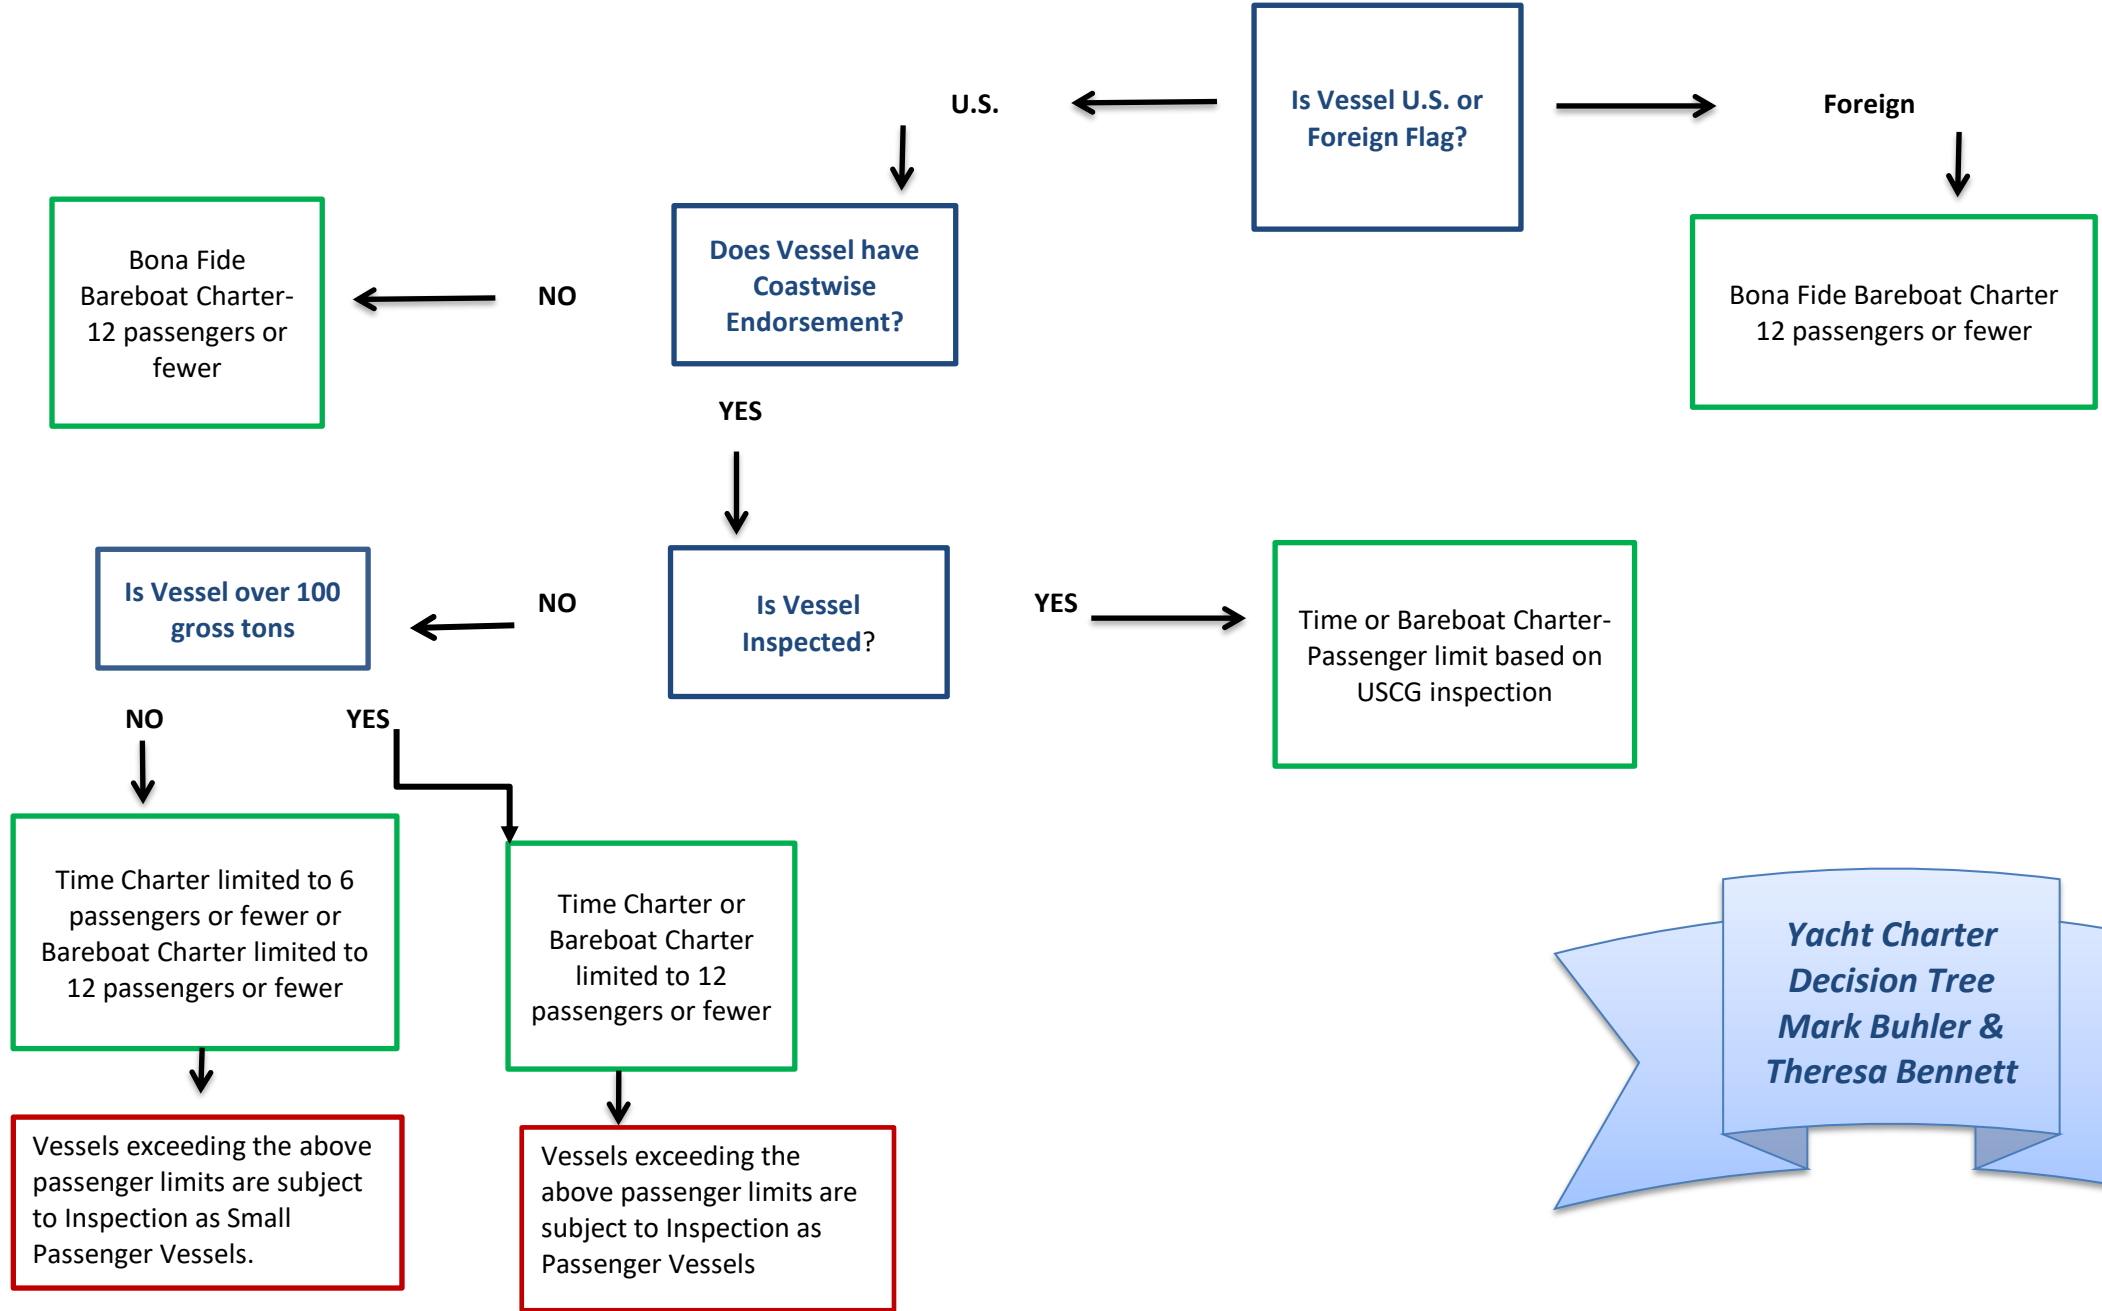 Is Vessel U.S. or
Foreign Flag?
U.S.
Foreign
Bona Fide
Bareboat Charter-
12 passengers or
fewer
NO
Does Vessel have
Coastwise
Endorsement?
Bona Fide Bareboat Charter
12 passengers or fewer
YES
Is Vessel over 100
gross tons
NO
Is Vessel
Inspected?
YES
Time or Bareboat Charter-
Passenger limit based on
USCG inspection
NO
YES
Time Charter limited to 6
passengers or fewer or
Bareboat Charter limited to
12 passengers or fewer
Time Charter or
Bareboat Charter
limited to 12
passengers or fewer
Yacht Charter
Decision Tree
Mark Buhler &
Theresa Bennett
Vessels exceeding the above
passenger limits are subject
to Inspection as Small
Passenger Vessels.
Vessels exceeding the
above passenger limits are
subject to Inspection as
Passenger Vessels